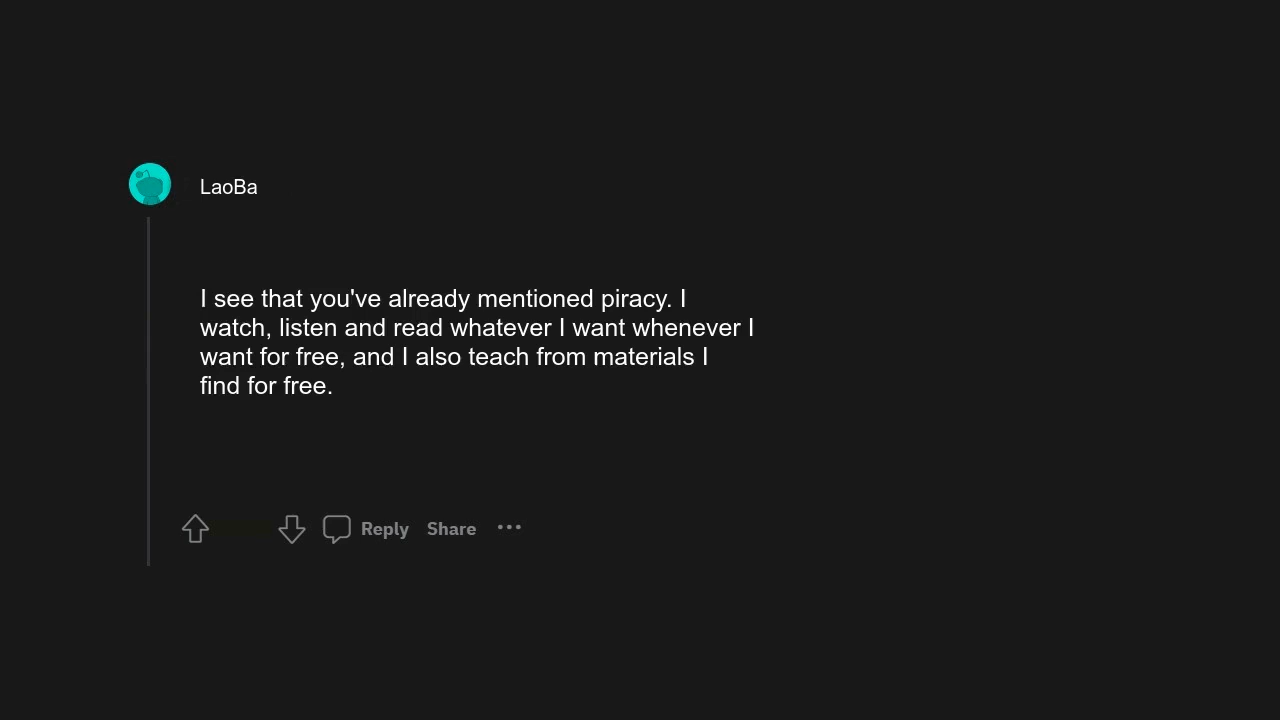 LaoBa
I see that you've already mentioned piracy. I
watch, listen and read whatever I want whenever I
want for free, and I also teach from materials I
find for free.
Reply Share